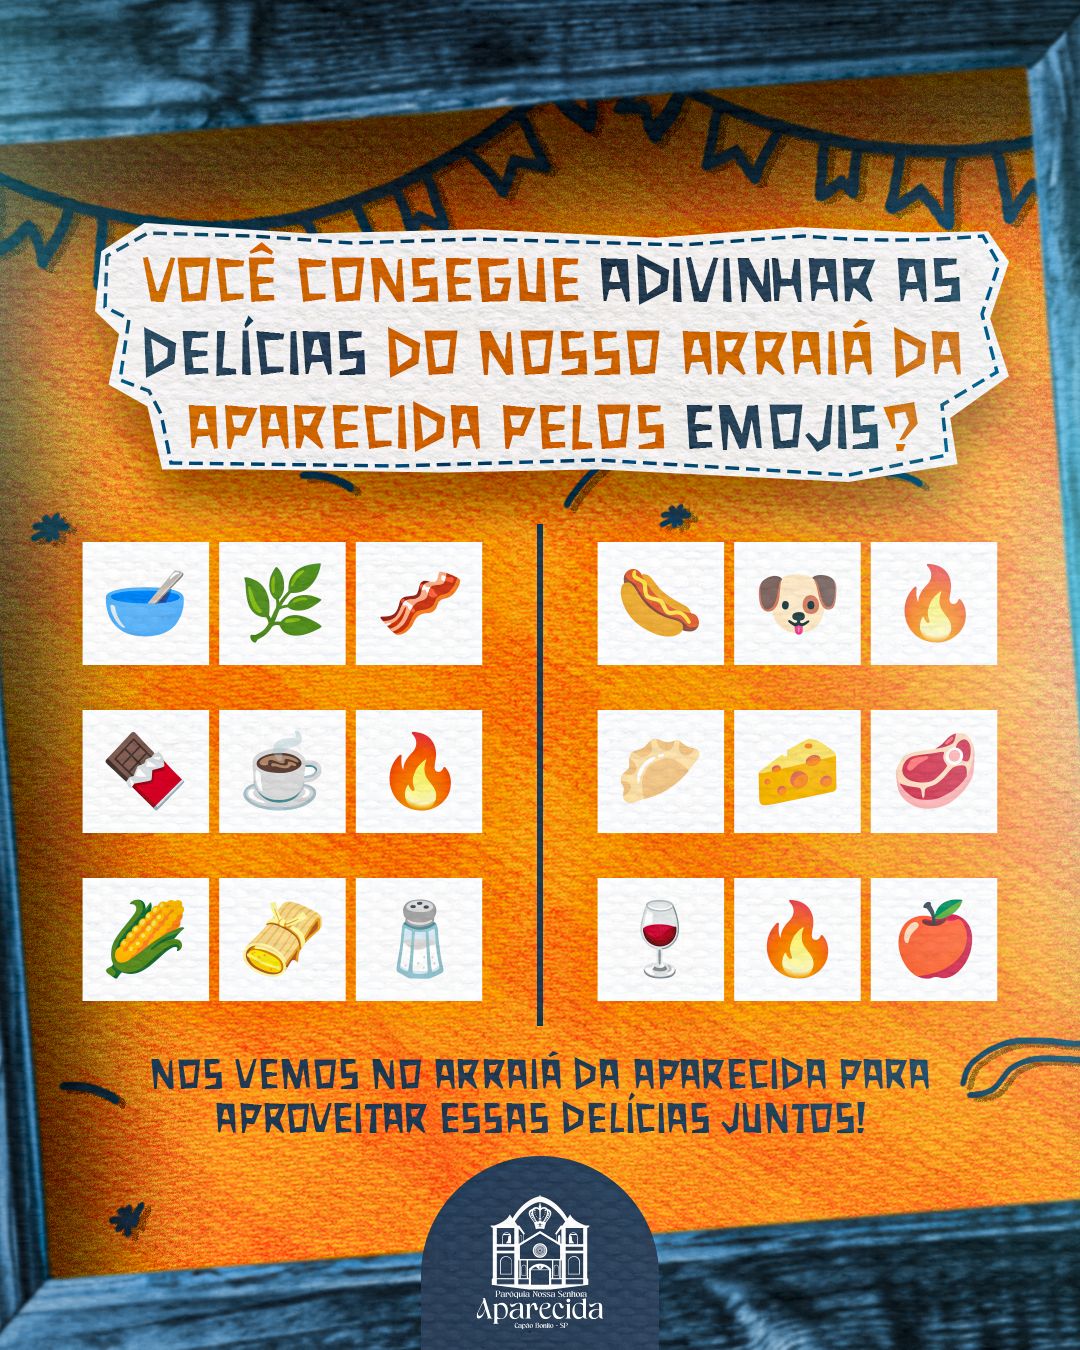 VOCÊ CONSEGUE ADIVINHAR AS
DELÍCIAS DO NOSSO ARRAIÁ DA
APARECIDA PELOS EMOJIS?
NOS VEMOS NO ARRAIÁ DA APARECIDA PARA
APROVEITAR ESSAS DELÍCIAS JUNTOS!
Paróquia Nossa Senhora
Aparecida
Capão Bonito - SP